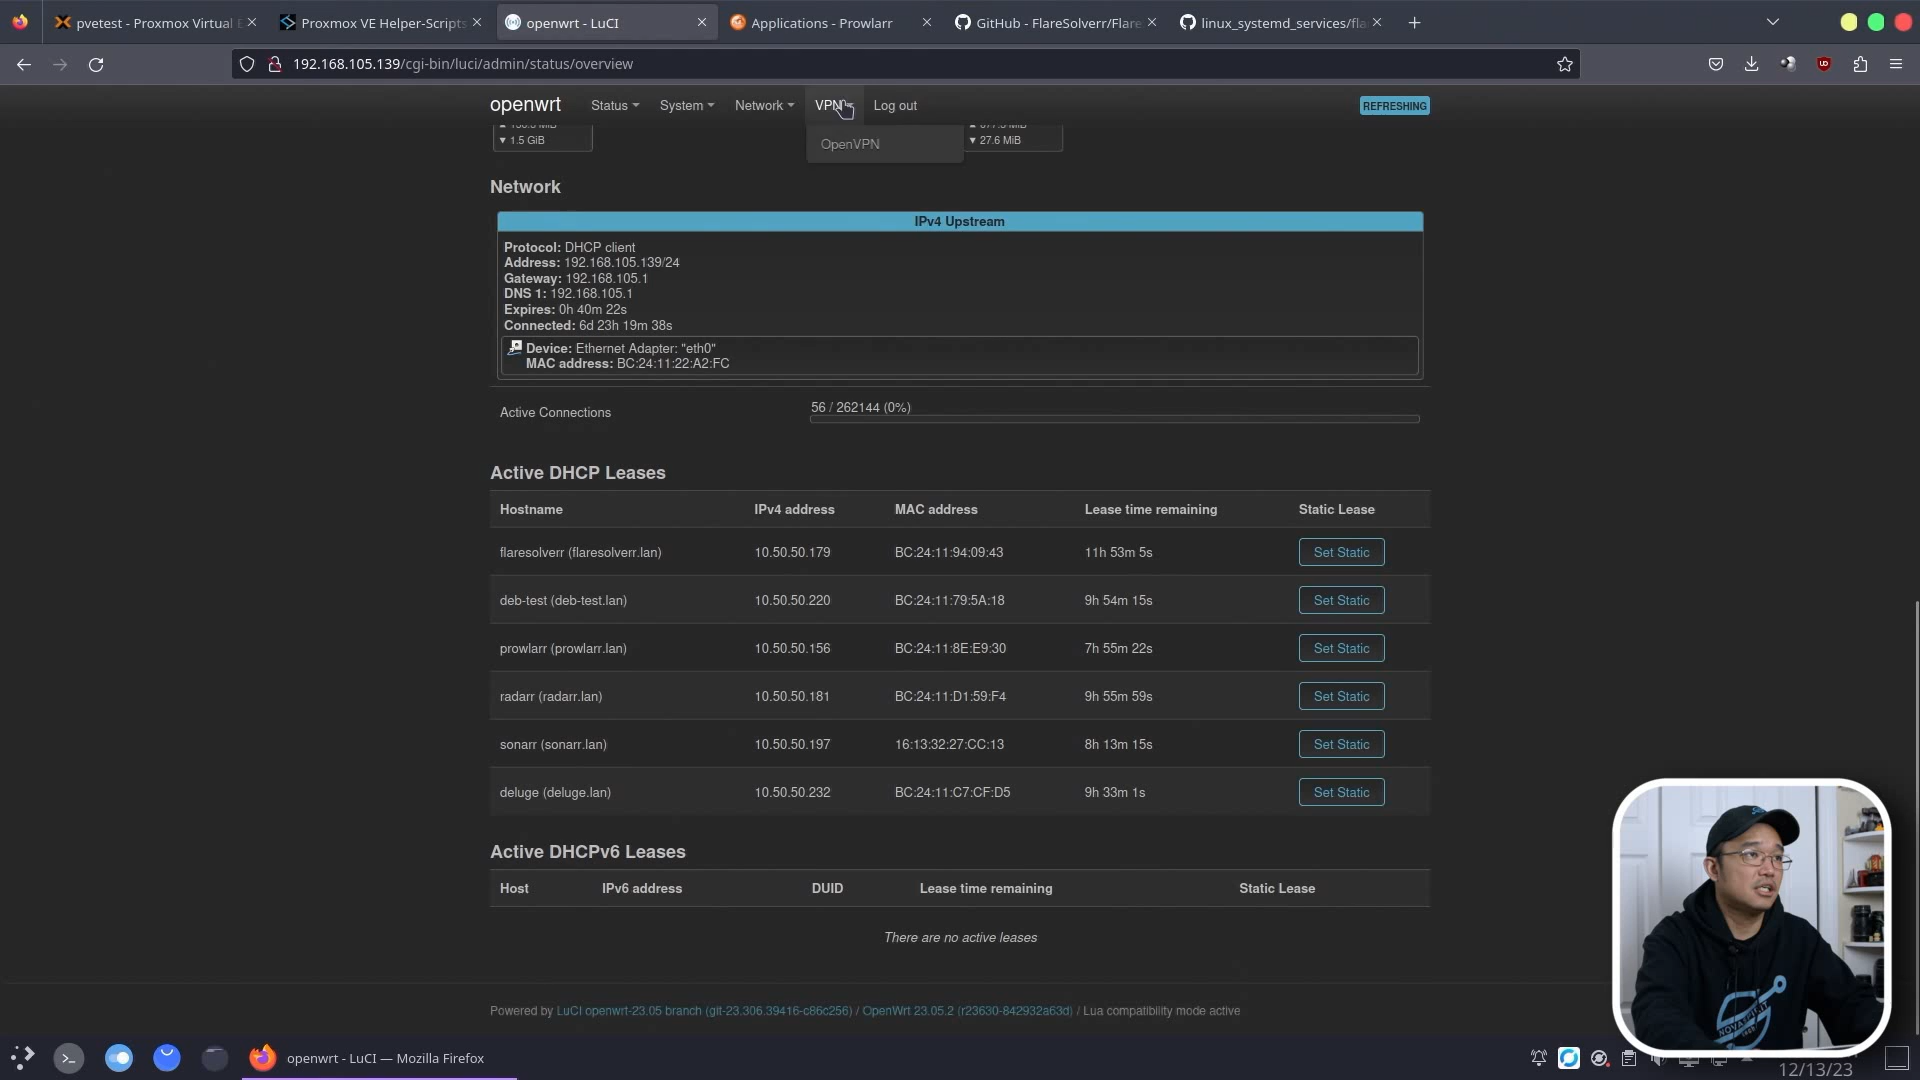 pvetest - Proxmox Virtual
Proxmox VE Helper-Scripts
openwrt - LuCI
Applications - Prowlarr
GitHub - FlareSolverr/Flare
linux_systemd_services/fla
192.168.105.139/cgi-bin/luci/admin/status/overview
openwrt
Status
System
Network
VPN
Log out
REFRESHING
OpenVPN
1.5 GiB
27.6 MiB
Network
IPv4 Upstream
Protocol: DHCP client
Address: 192.168.105.139/24
Gateway: 192.168.105.1
DNS 1: 192.168.105.1
Expires: 0h 40m 22s
Connected: 6d 23h 19m 38s
Device: Ethernet Adapter: "eth0"
MAC address: BC:24:11:22:A2:FC
Active Connections
56 / 262144 (0%)
Active DHCP Leases
Hostname IPv4 address MAC address Lease time remaining Static Lease
flaresolverr (flaresolverr.lan) 10.50.50.179 BC:24:11:94:09:43 11h 53m 5s Set Static
deb-test (deb-test.lan) 10.50.50.220 BC:24:11:79:5A:18 9h 54m 15s Set Static
prowlarr (prowlarr.lan) 10.50.50.156 BC:24:11:8E:E9:30 7h 55m 22s Set Static
radarr (radarr.lan) 10.50.50.181 BC:24:11:D1:59:F4 9h 55m 59s Set Static
sonarr (sonarr.lan) 10.50.50.197 16:13:32:27:CC:13 8h 13m 15s Set Static
deluge (deluge.lan) 10.50.50.232 BC:24:11:C7:CF:D5 9h 33m 1s Set Static
Active DHCPv6 Leases
Host IPv6 address DUID Lease time remaining Static Lease
There are no active leases
Powered by LuCI openwrt-23.05 branch (git-23.306.39416-c86c256) / OpenWrt 23.05.2 (r23630-842932a63d) / Lua compatibility mode active
openwrt - LuCI — Mozilla Firefox
12/13/23